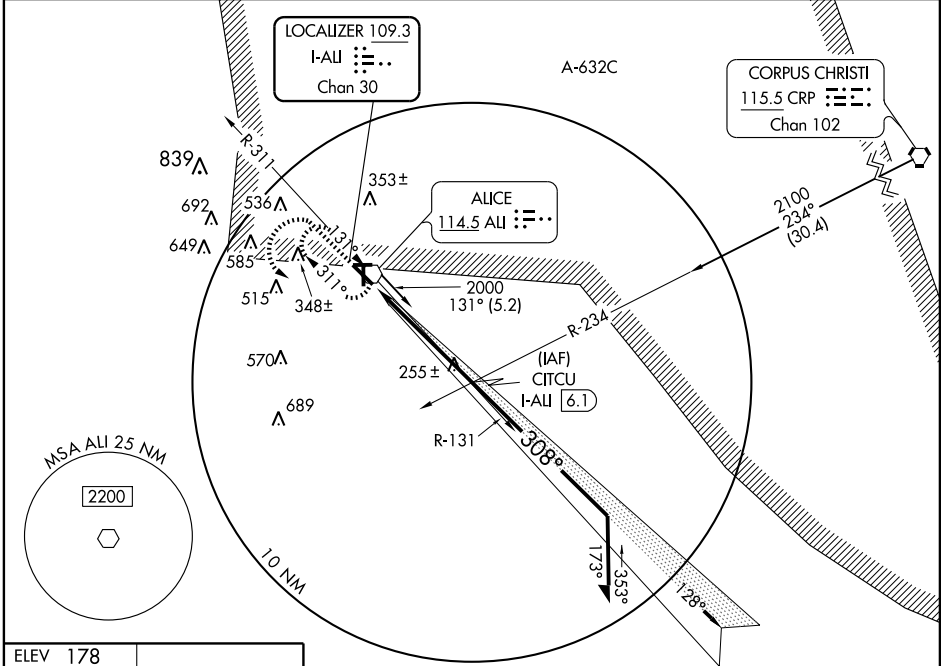 LOCALIZER 109.3
I-ALI
Chan 30
A-632C
CORPUS CHRISTI
115.5 CRP
Chan 102
R-311
839
353±
ALICE
114.5 ALI
692
536
2100
234°
(30.4)
649
585
131°
311°
515
348±
2000
131° (5.2)
R-234
(IAF)
CITCU
I-ALI 6.1
570
255±
689
R-131
308°
MSA ALI 25 NM
2200
10 NM
173°
353°
128°
ELEV 178